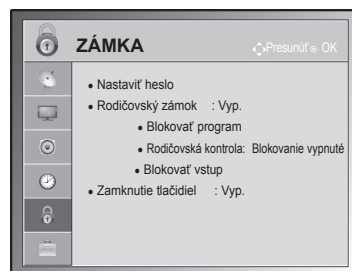 ZÁMKA
Presunúť OK
• Nastaviť heslo
• Rodičovský zámok : Vyp.
• Blokovať program
• Rodičovská kontrola: Blokovanie vypnuté
• Blokovať vstup
• Zamknutie tlačidiel : Vyp.